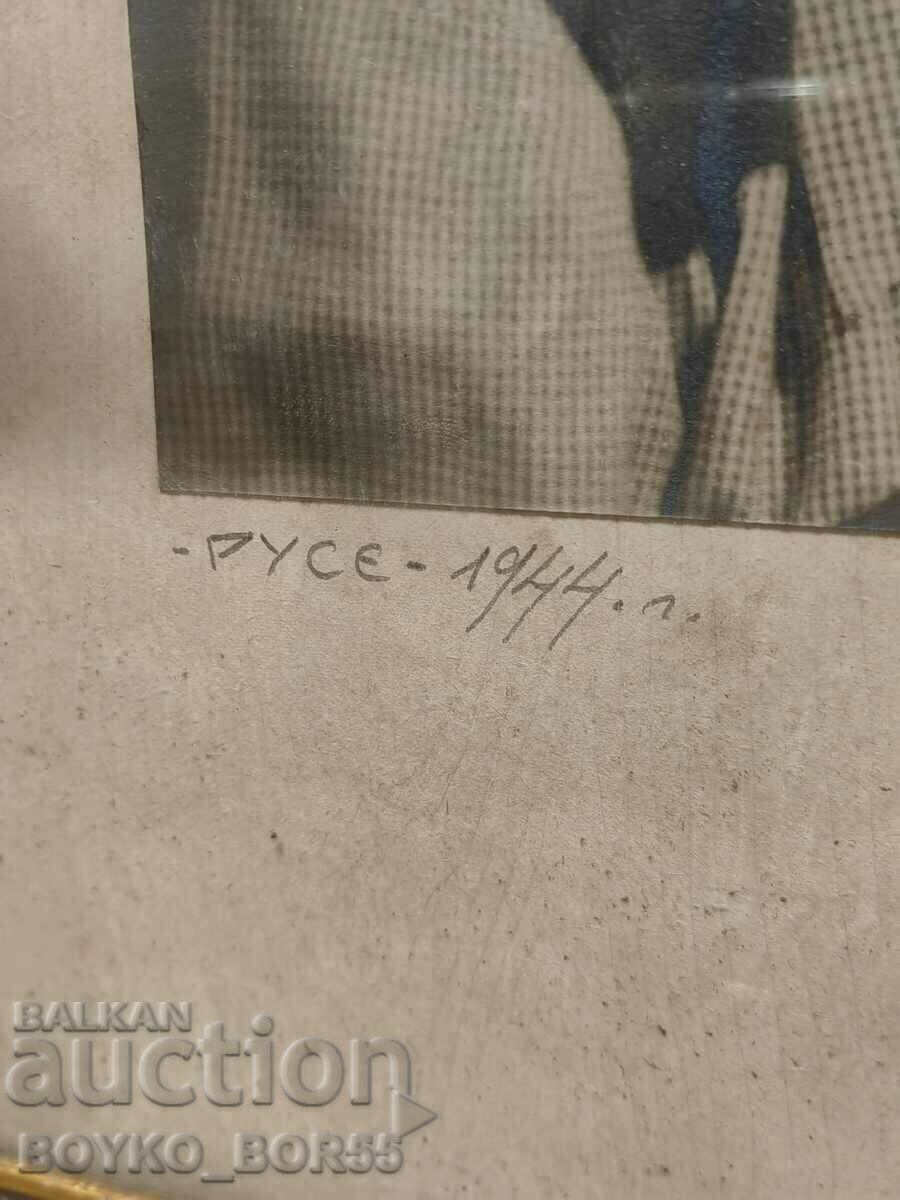 -РУСЕ- 1944.г.
BALKAN
auction
BOYKO_BOR55